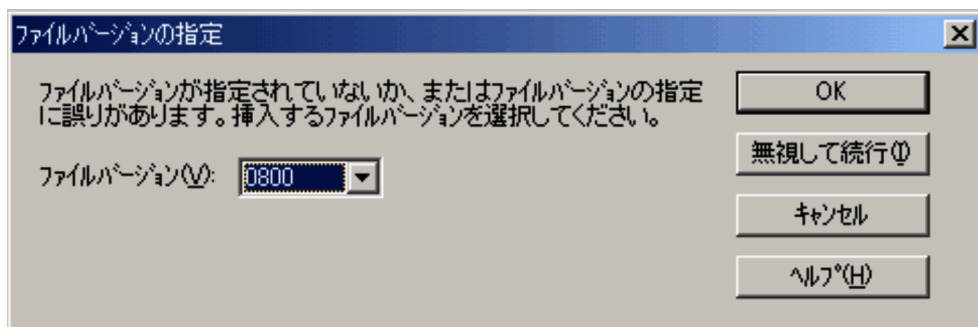 ファイルバージョンの指定
ファイルバージョンが指定されていないか、またはファイルバージョンの指定
に誤りがあります。挿入するファイルバージョンを選択してください。
ファイルバージョン(V):
0800
OK
無視して続行(I)
キャンセル
ヘルプ(H)